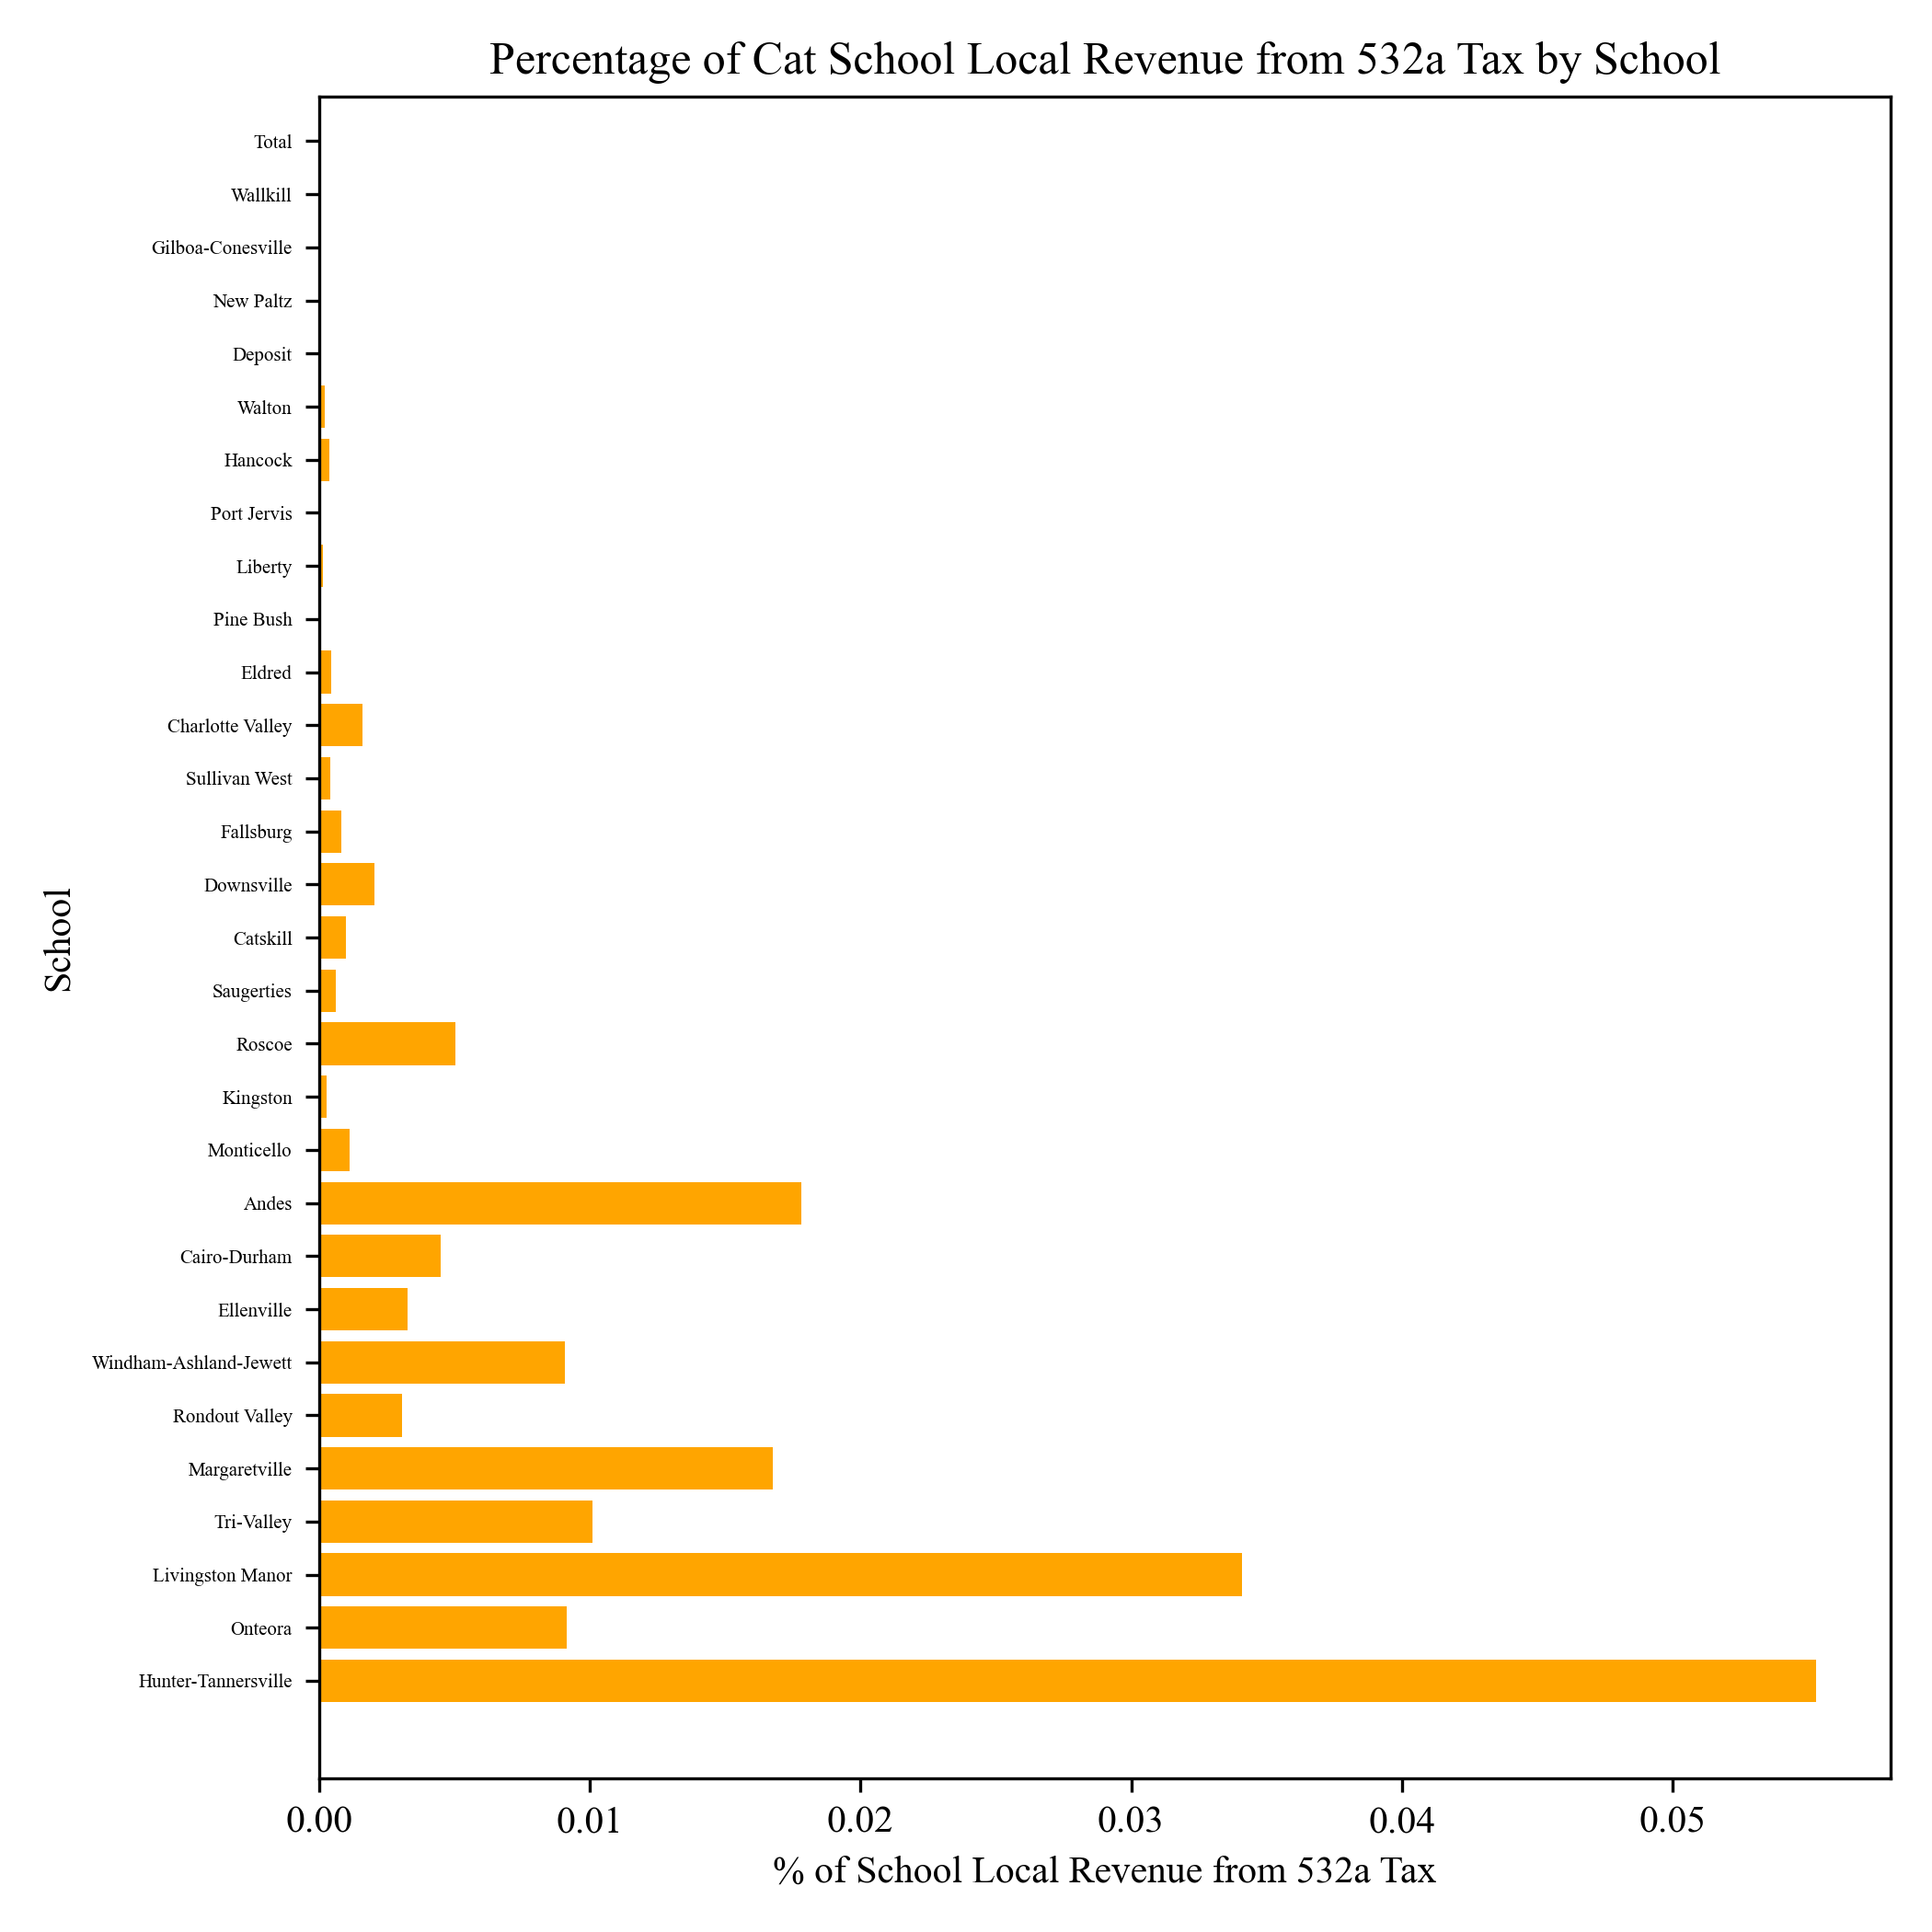 Percentage of Cat School Local Revenue from 532a Tax by School
Total
Wallkill
Gilboa-Conesville
New Paltz
Deposit
Walton
Hancock
Port Jervis
Liberty
Pine Bush
Eldred
Charlotte Valley
Sullivan West
Fallsburg
Downsville
Catskill
Saugerties
Roscoe
Kingston
Monticello
Andes
Cairo-Durham
Ellenville
Windham-Ashland-Jewett
Rondout Valley
Margaretville
Tri-Valley
Livingston Manor
Onteora
Hunter-Tannersville
School
0.00 0.01 0.02 0.03 0.04 0.05
% of School Local Revenue from 532a Tax